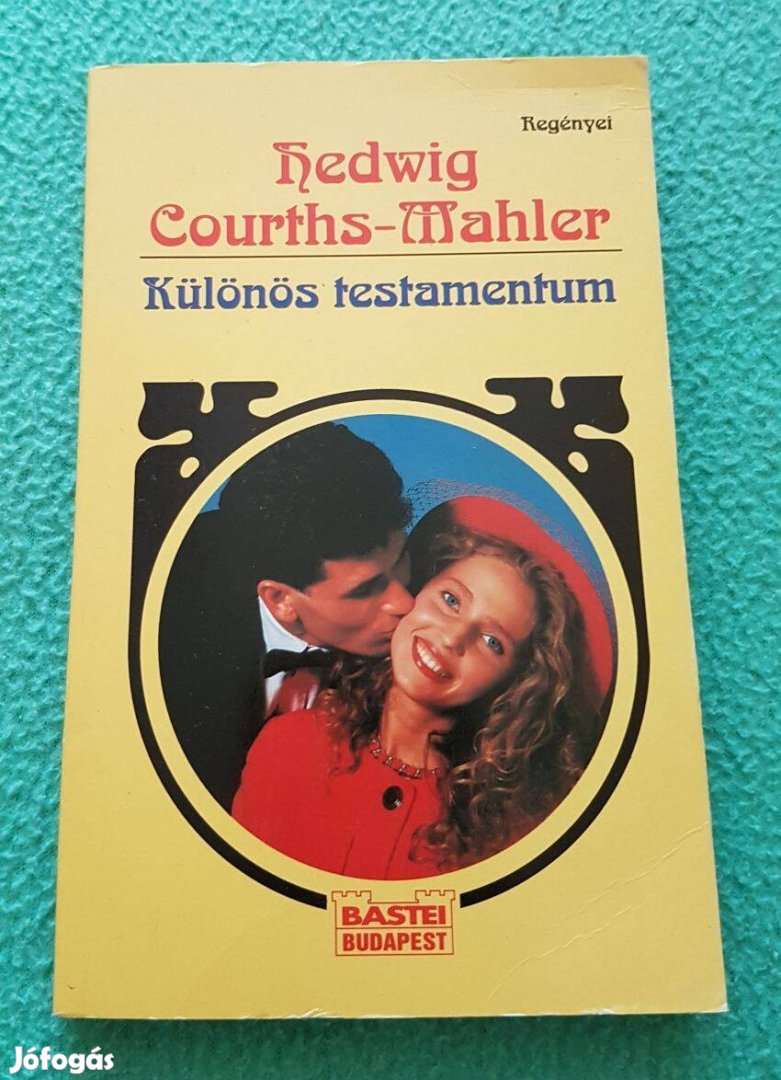 Regényei
Hedwig
Courths-Mahler
Különös testamentum
BASTEI
BUDAPEST
Jófogás